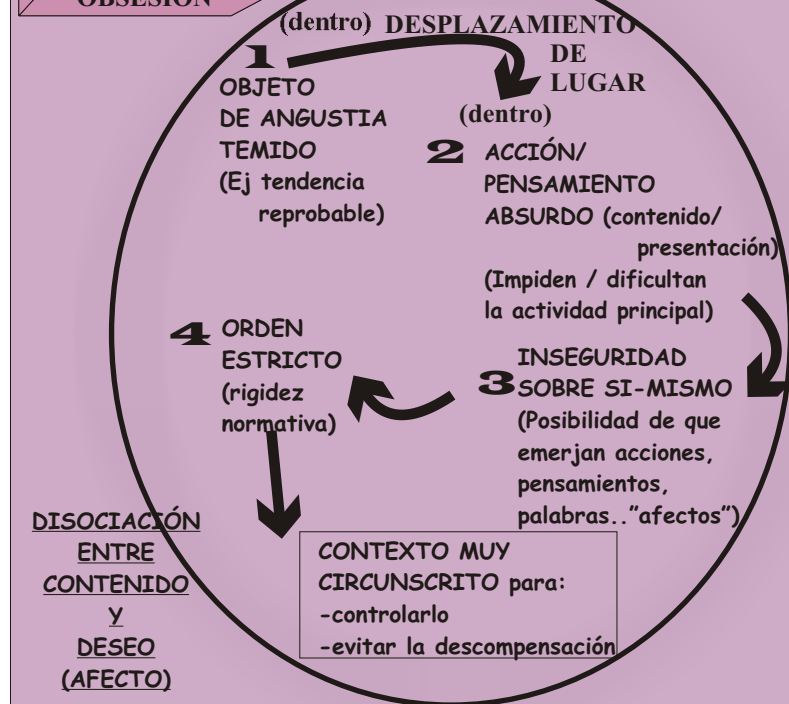 OBSESIÓN
(dentro) DESPLAZAMIENTO
DE
LUGAR
(dentro)
1
OBJETO
DE ANGUSTIA
TEMIDO
(Ej tendencia
reprobable)
2 ACCIÓN/
PENSAMIENTO
ABSURDO (contenido/
presentación)
(Impiden / dificultan
la actividad principal)
INSEGURIDAD
3 SOBRE SI-MISMO
(Posibilidad de que
emerjan acciones,
pensamientos,
palabras.."afectos")
4 ORDEN
ESTRICTO
(rigidez
normativa)
CONTEXTO MUY
CIRCUNSCRITO para:
-controlarlo
-evitar la descompensación
DISOCIACIÓN
ENTRE
CONTENIDO
Y
DESEO
(AFECTO)